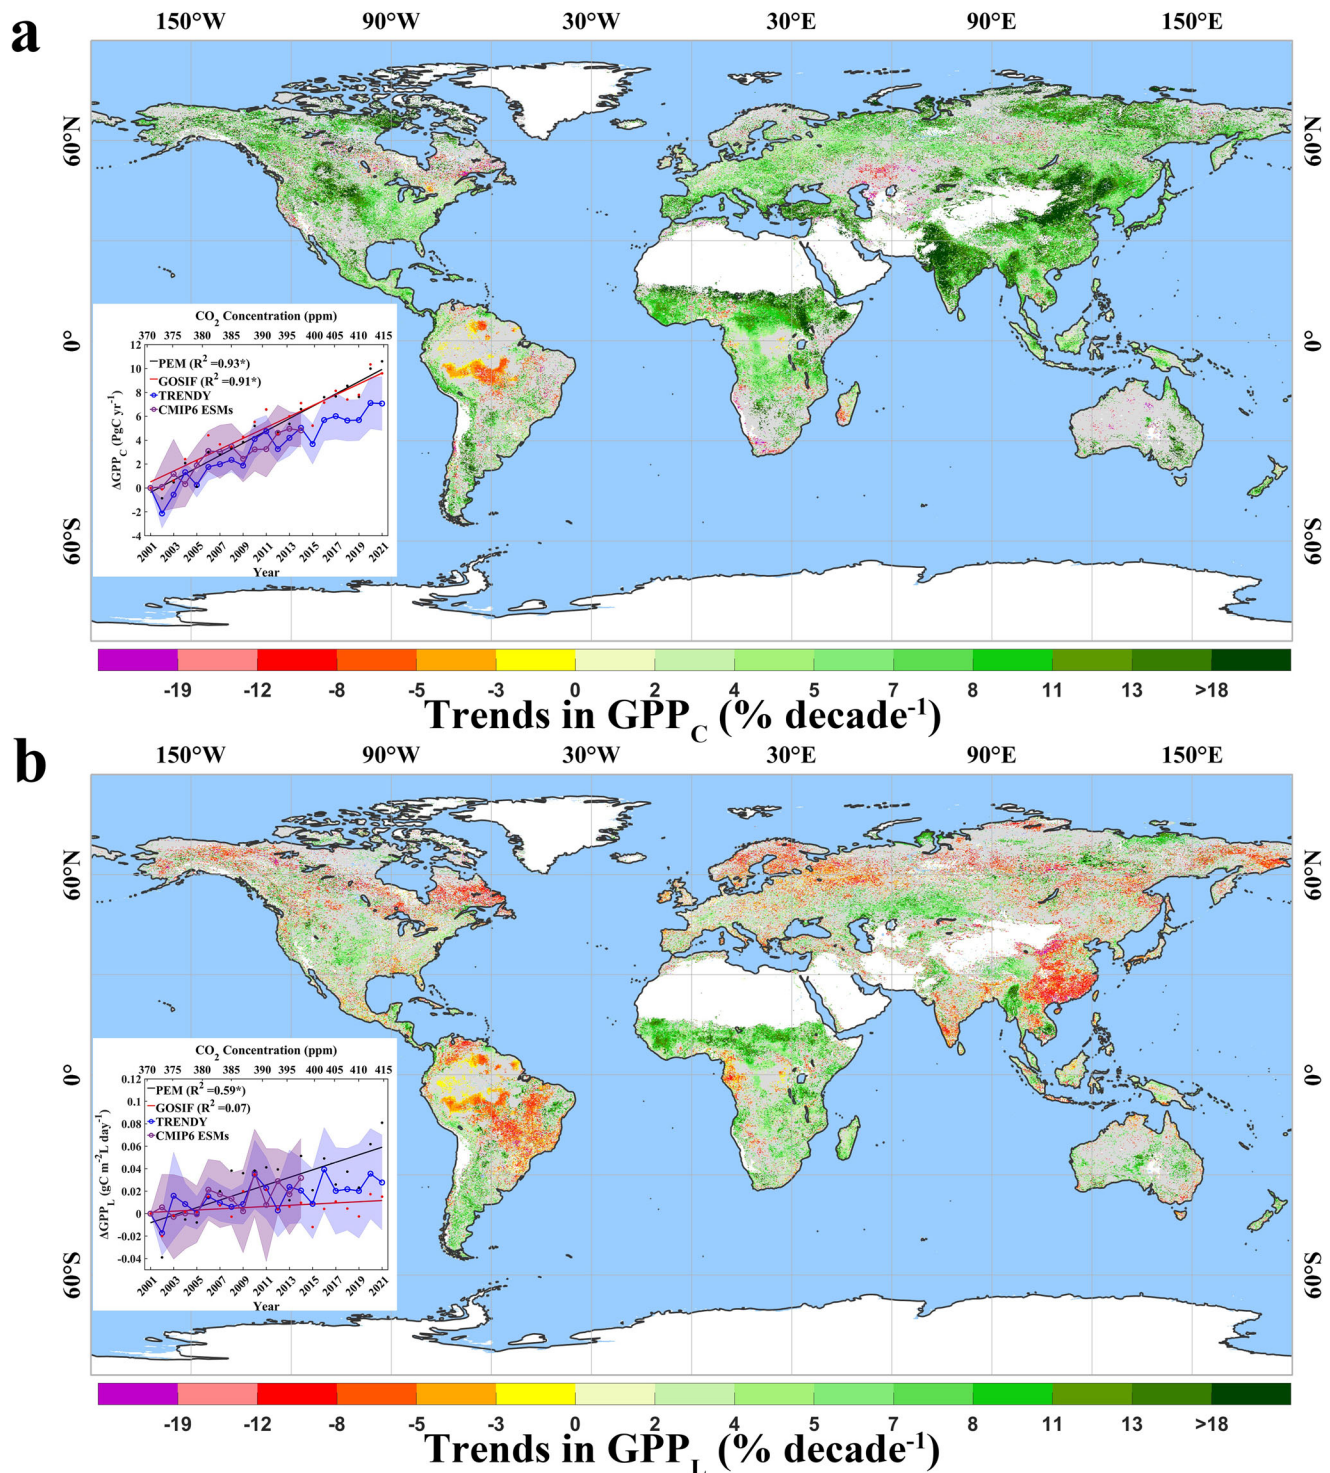 a
150°W 90°W 30°W 30°E 90°E 150°E
60°N 60°N
0° 0°
60°S 60°S
CO2 Concentration (ppm)
370 375 380 385 390 395 400 405 410 415
12
10
8
6
4
2
0
-2
-4
PEM (R2 =0.93*)
GOSIF (R2 =0.91*)
TRENDY
CMIP6 ESMs
ΔGPPC (PgC yr-1)
2001 2003 2005 2007 2009 2011 2013 2015 2017 2019 2021
Year
-19 -12 -8 -5 -3 0 2 4 5 7 8 11 13 >18
Trends in GPPC (% decade-1)
b
150°W 90°W 30°W 30°E 90°E 150°E
60°N 60°N
0° 0°
60°S 60°S
CO2 Concentration (ppm)
370 375 380 385 390 395 400 405 410 415
0.12
0.1
0.08
0.06
0.04
0.02
0
-0.02
-0.04
PEM (R2 =0.59*)
GOSIF (R2 =0.07)
TRENDY
CMIP6 ESMs
ΔGPPL (gC m-2L day-1)
2001 2003 2005 2007 2009 2011 2013 2015 2017 2019 2021
Year
-19 -12 -8 -5 -3 0 2 4 5 7 8 11 13 >18
Trends in GPPL (% decade-1)